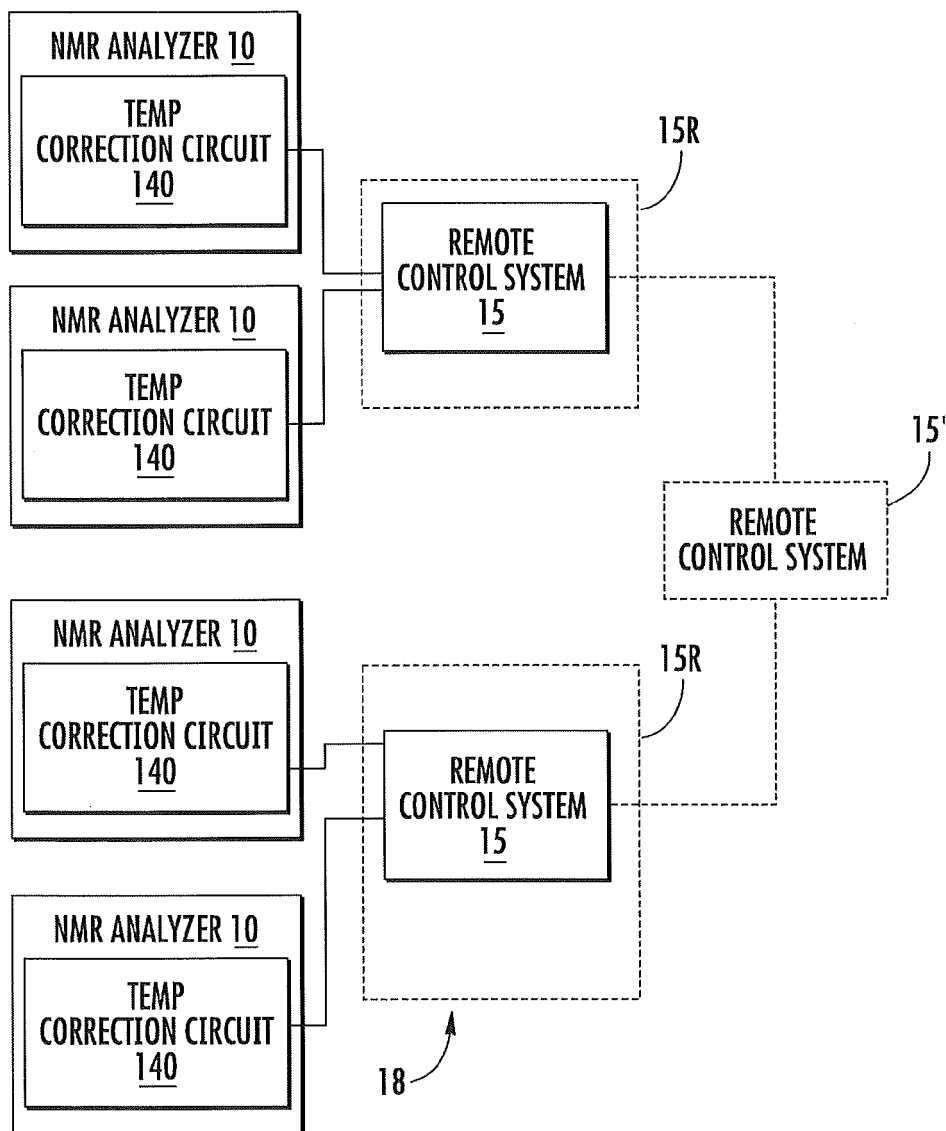 NMR ANALYZER 10
TEMP
CORRECTION CIRCUIT
140
15R
REMOTE
CONTROL SYSTEM
15
NMR ANALYZER 10
TEMP
CORRECTION CIRCUIT
140
15'
REMOTE
CONTROL SYSTEM
NMR ANALYZER 10
TEMP
CORRECTION CIRCUIT
140
15R
REMOTE
CONTROL SYSTEM
15
NMR ANALYZER 10
TEMP
CORRECTION CIRCUIT
140
18